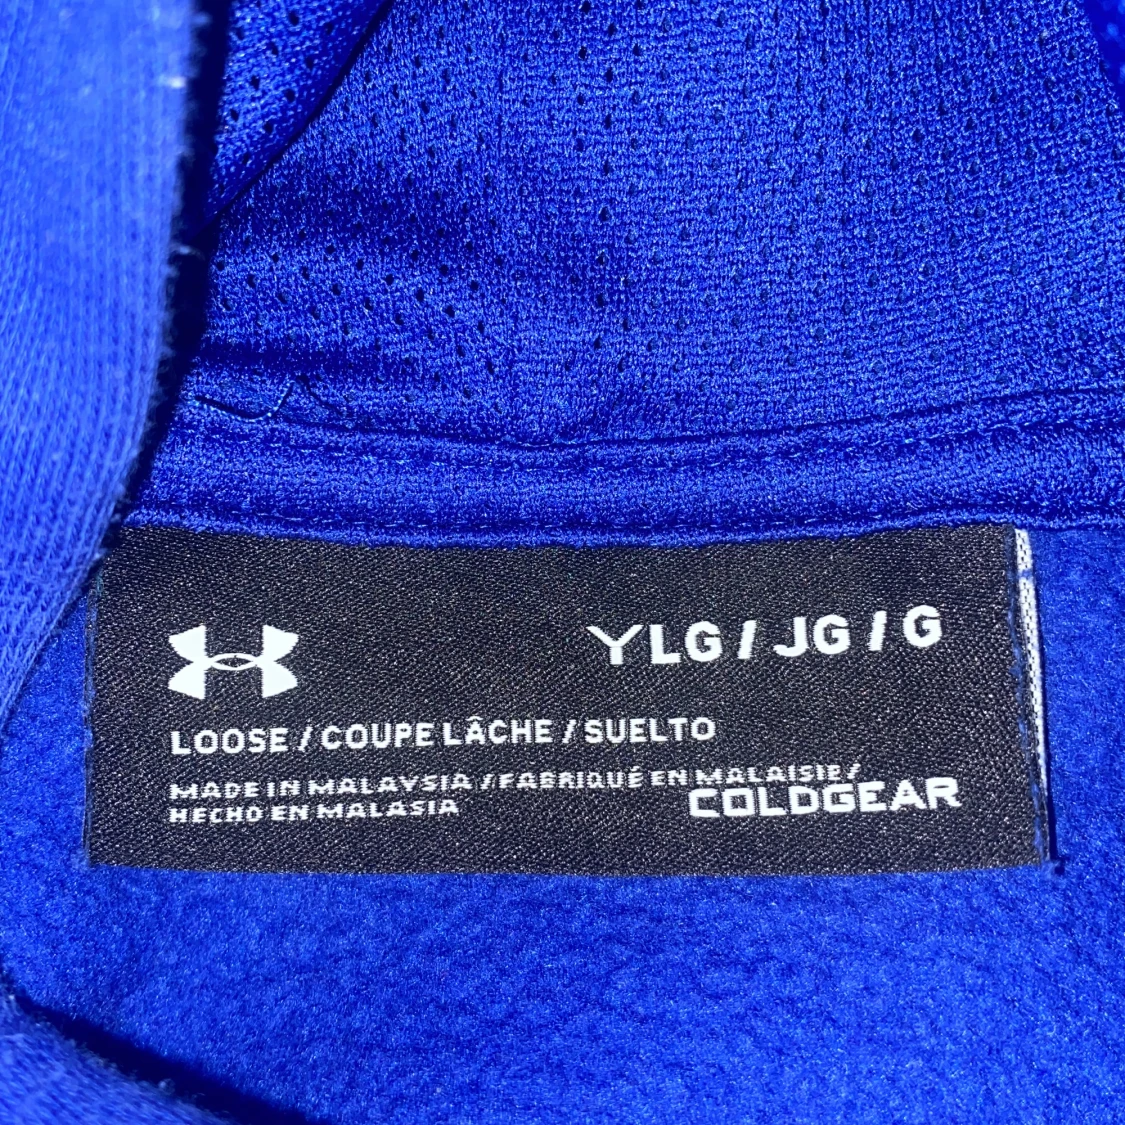 YLG / JG / G
LOOSE / COUPE LÂCHE / SUELTO
MADE IN MALAYSIA / FABRIQUÉ EN MALAISIE /
HECHO EN MALASIA
COLDGEAR